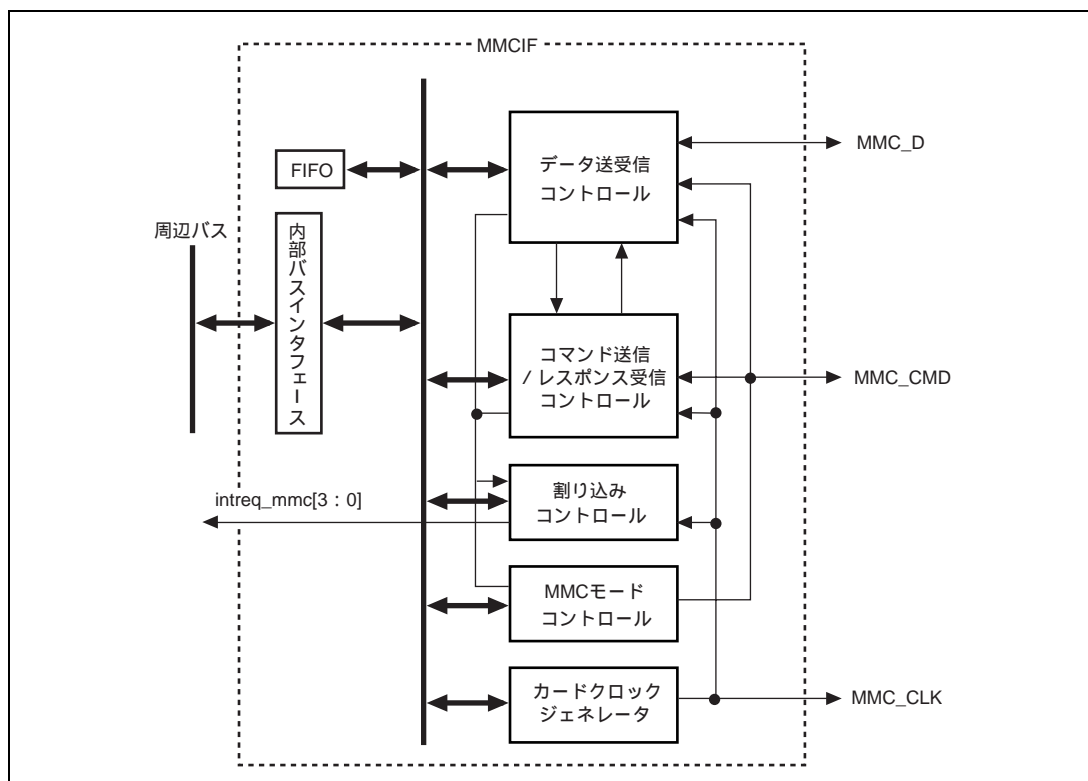 MMCIF
データ送受信
コントロール
MMC_D
FIFO
周辺バス
内部バスインタフェース
コマンド送信
/ レスポンス受信
コントロール
MMC_CMD
intreq_mmc[3 : 0]
割り込み
コントロール
MMCモード
コントロール
カードクロック
ジェネレータ
MMC_CLK